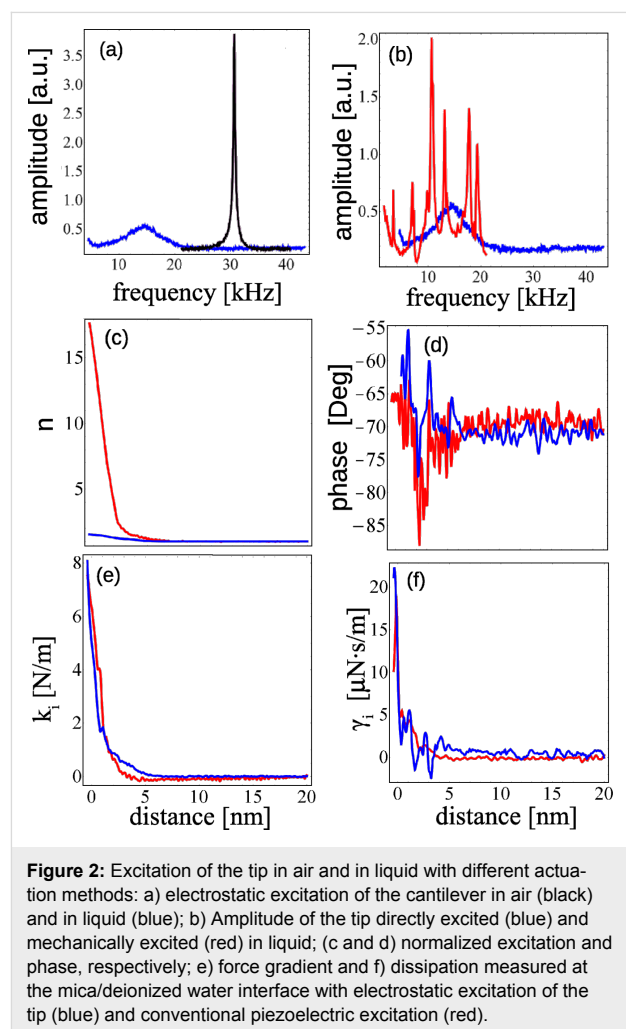 (a)
amplitude [a.u.]
3.5
3.0
2.5
2.0
1.5
1.0
0.5
10 20 30 40
frequency [kHz]
(b)
amplitude [a.u.]
2.0
1.5
1.0
0.5
10 20 30 40
frequency [kHz]
(c)
n
15
10
5
1
(d)
phase [Deg]
−55
−60
−65
−70
−75
−80
−85
(e)
ki [N/m]
8
6
4
2
0
0 5 10 15 20
distance [nm]
(f)
γi [μN·s/m]
20
15
10
5
0
0 5 10 15 20
distance [nm]
Figure 2: Excitation of the tip in air and in liquid with different actua-
tion methods: a) electrostatic excitation of the cantilever in air (black)
and in liquid (blue); b) Amplitude of the tip directly excited (blue) and
mechanically excited (red) in liquid; (c and d) normalized excitation and
phase, respectively; e) force gradient and f) dissipation measured at
the mica/deionized water interface with electrostatic excitation of the
tip (blue) and conventional piezoelectric excitation (red).